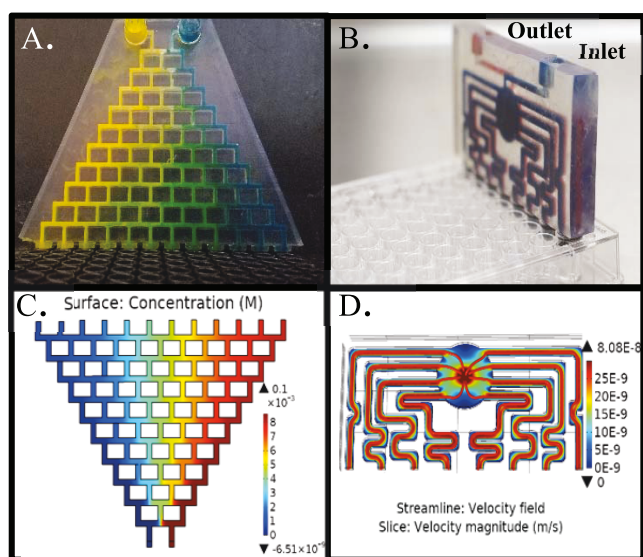 A.
B.
Outlet
Inlet
C.
Surface: Concentration (M)
0.1
×10⁻³
8
7
6
5
4
3
2
1
0
-6.51×10⁻⁹
D.
8.08E-8
25E-9
20E-9
15E-9
10E-9
5E-9
0E-9
0
Streamline: Velocity field
Slice: Velocity magnitude (m/s)